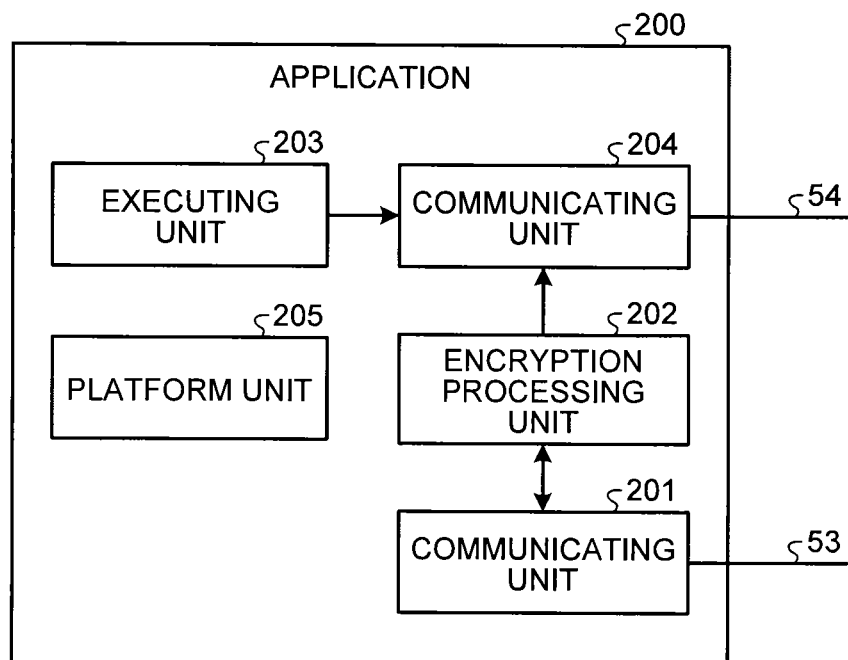 200
APPLICATION
203
204
EXECUTING
UNIT
COMMUNICATING
UNIT
54
205
202
PLATFORM UNIT
ENCRYPTION
PROCESSING
UNIT
201
COMMUNICATING
UNIT
53